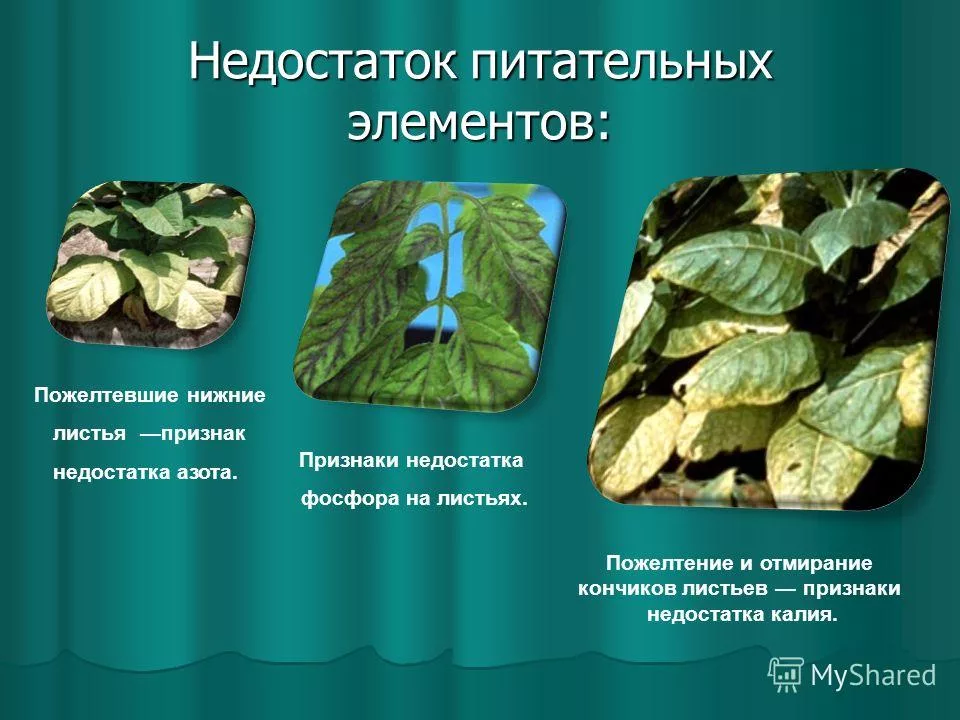 Недостаток питательных
элементов:
Пожелтевшие нижние
листья —признак
недостатка азота.
Признаки недостатка
фосфора на листьях.
Пожелтение и отмирание
кончиков листьев — признаки
недостатка калия.
MyShared